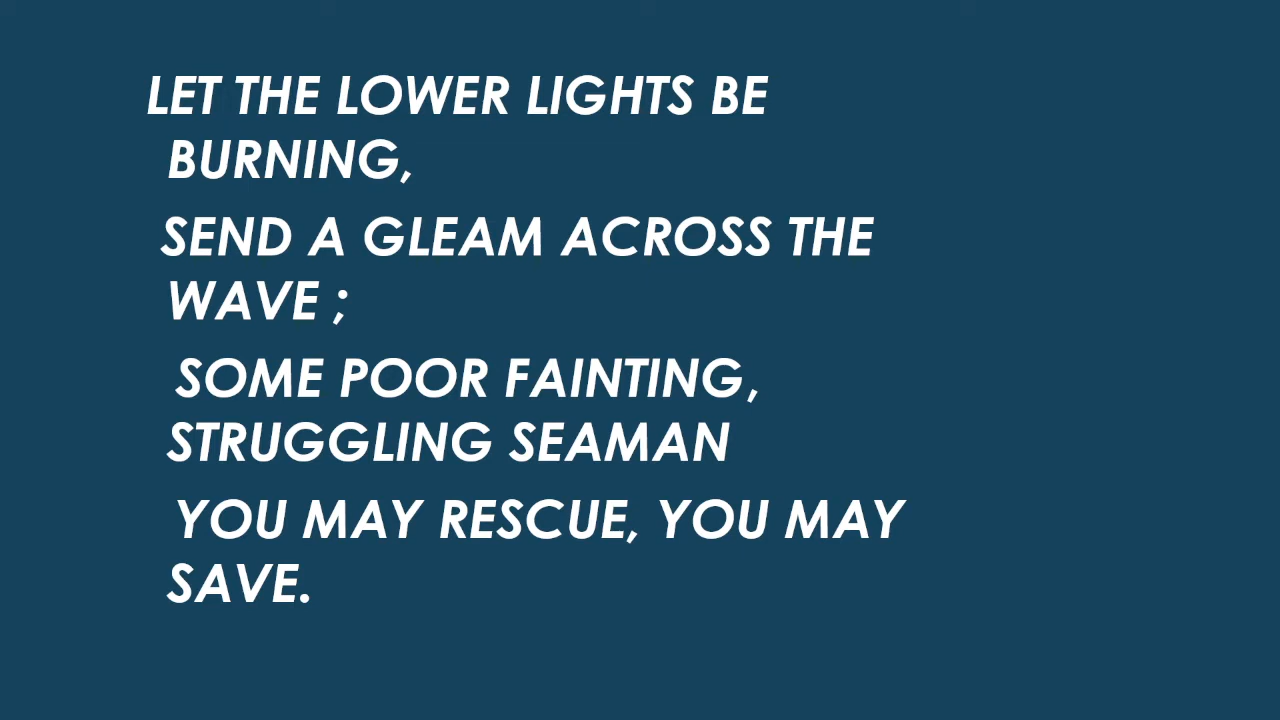 LET THE LOWER LIGHTS BE
BURNING,
SEND A GLEAM ACROSS THE
WAVE ;
SOME POOR FAINTING,
STRUGGLING SEAMAN
YOU MAY RESCUE, YOU MAY
SAVE.